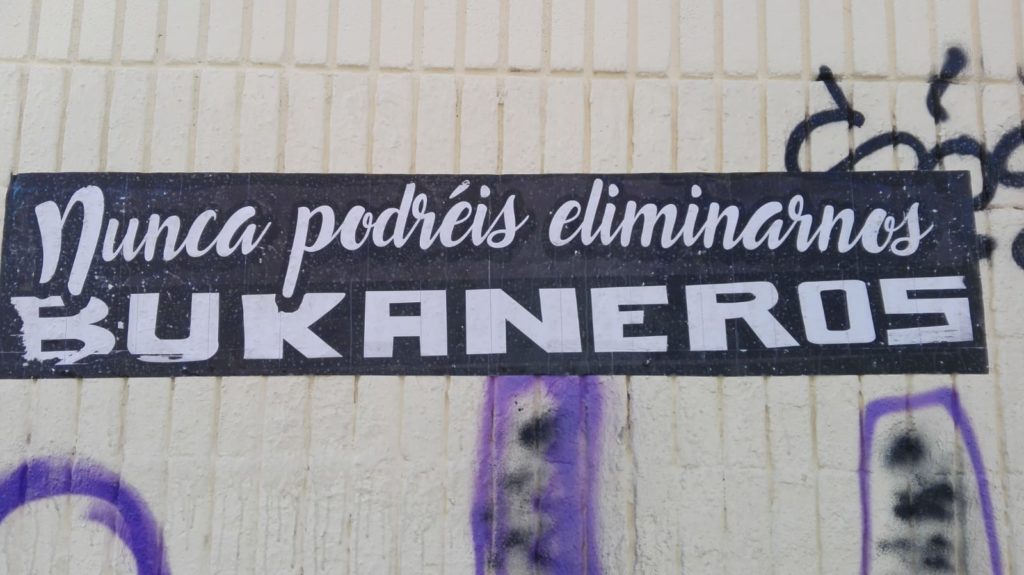 Nunca podréis eliminarnos
BUKANEROS